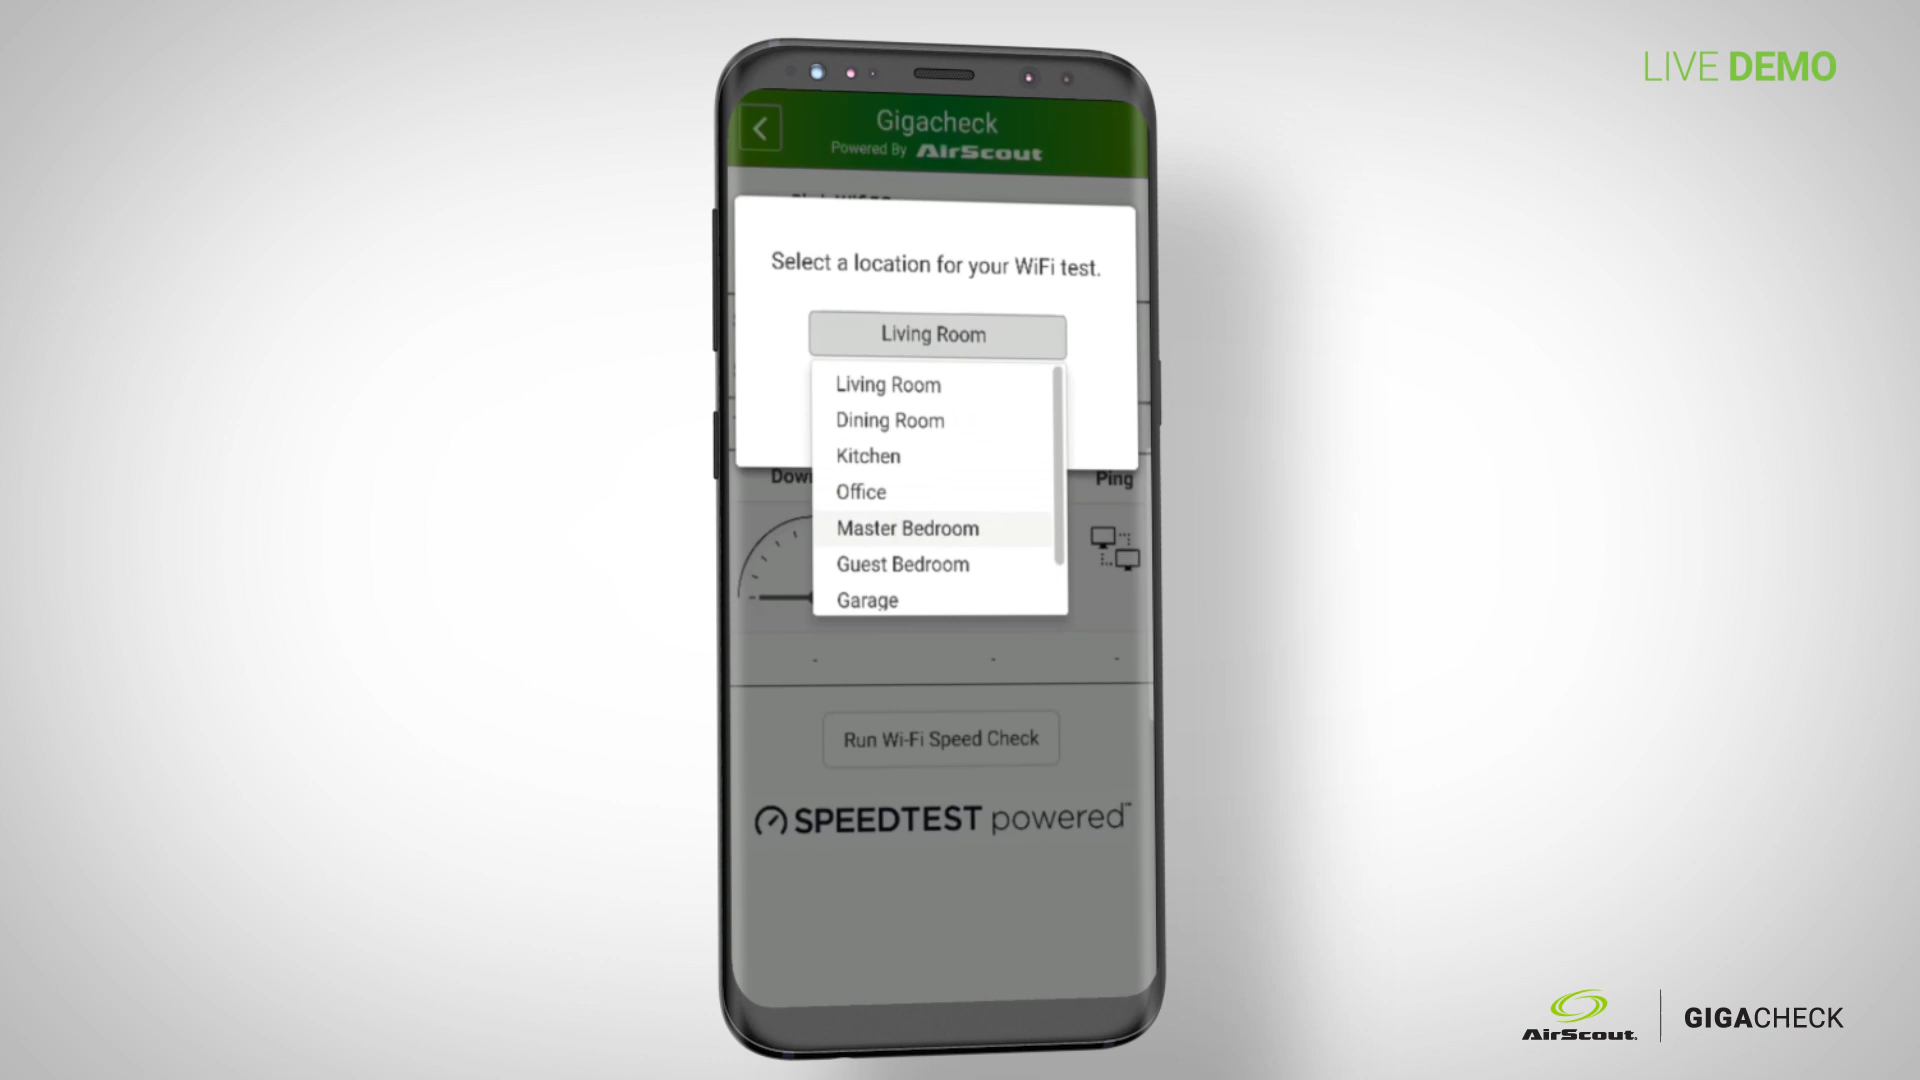 LIVE DEMO
Gigacheck
Powered By AirScout
Select a location for your WiFi test.
Living Room
Living Room
Dining Room
Kitchen
Office
Master Bedroom
Guest Bedroom
Garage
Ping
-
-
-
Run Wi-Fi Speed Check
SPEEDTEST powered™
AirScout.
GIGACHECK